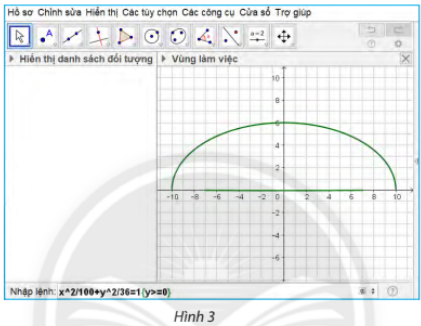 Hồ sơ Chỉnh sửa Hiển thị Các tùy chọn Các công cụ Cửa sổ Trợ giúp
A
a=2
Hiển thị danh sách đối tượng
Vùng làm việc
10
8
6
4
2
-10 -8 -6 -4 -2 0 2 4 6 8 10
-2
-4
-6
Nhập lệnh: x^2/100+y^2/36=1{y>=0}
Hình 3